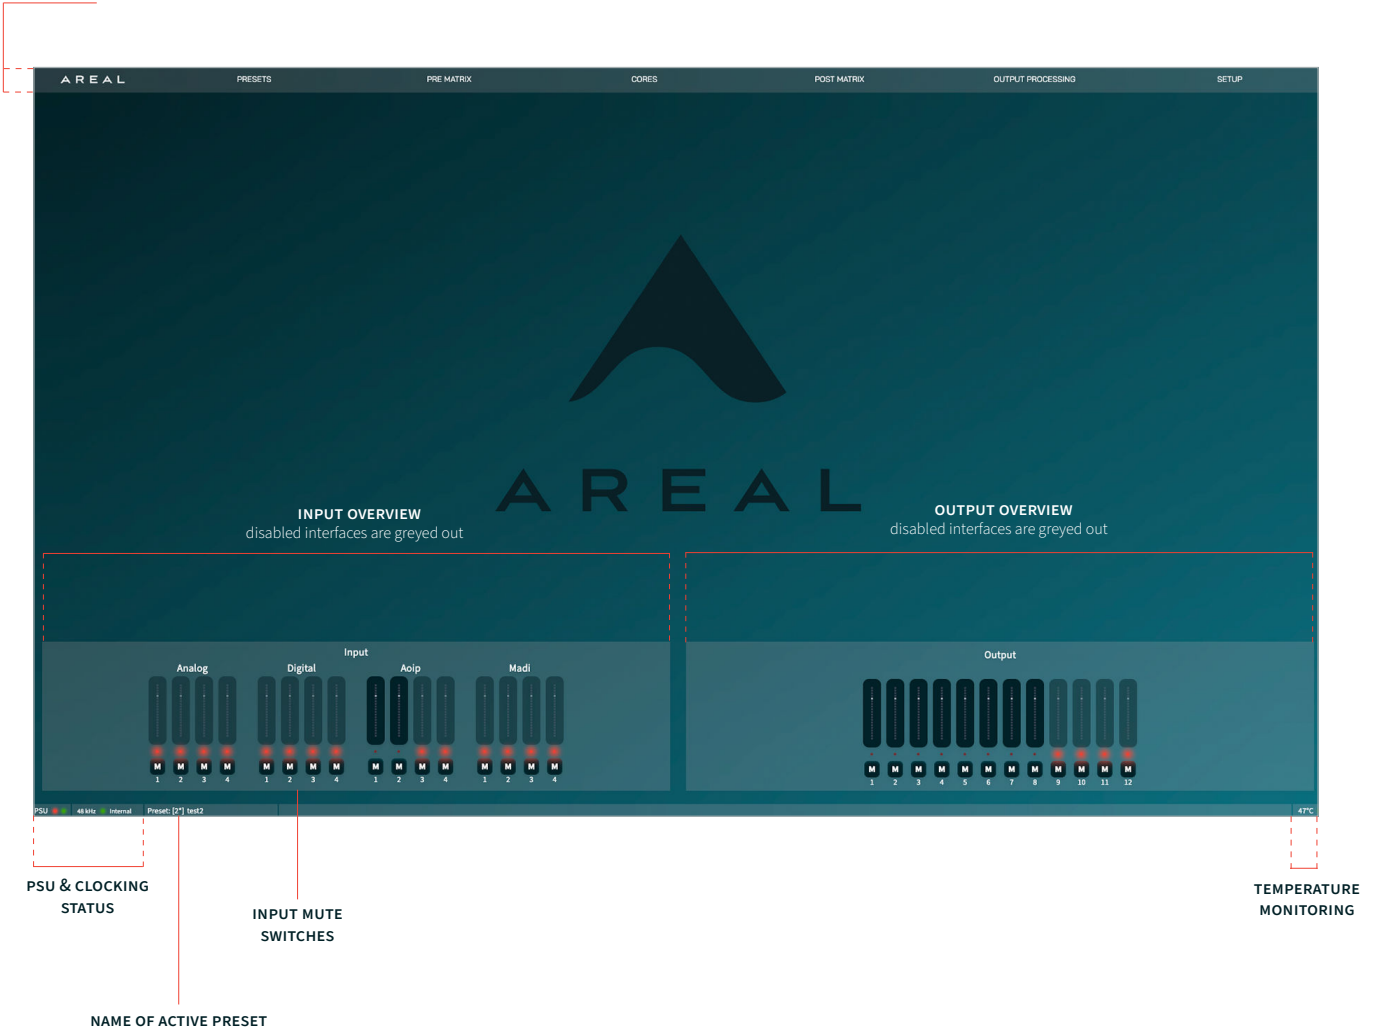 AREAL PRESETS PRE MATRIX CORES POST MATRIX OUTPUT PROCESSING SETUP
AREAL
INPUT OVERVIEW
disabled interfaces are greyed out
OUTPUT OVERVIEW
disabled interfaces are greyed out
Input
Analog Digital Aoip Madi
M M M M M M M M M M M M M M M M
1 2 3 4 1 2 3 4 1 2 3 4 1 2 3 4
Output
M M M M M M M M M M M M
1 2 3 4 5 6 7 8 9 10 11 12
PSU 48 kHz Internal Preset: [2*] test2 47°C
PSU & CLOCKING
STATUS
INPUT MUTE
SWITCHES
TEMPERATURE
MONITORING
NAME OF ACTIVE PRESET